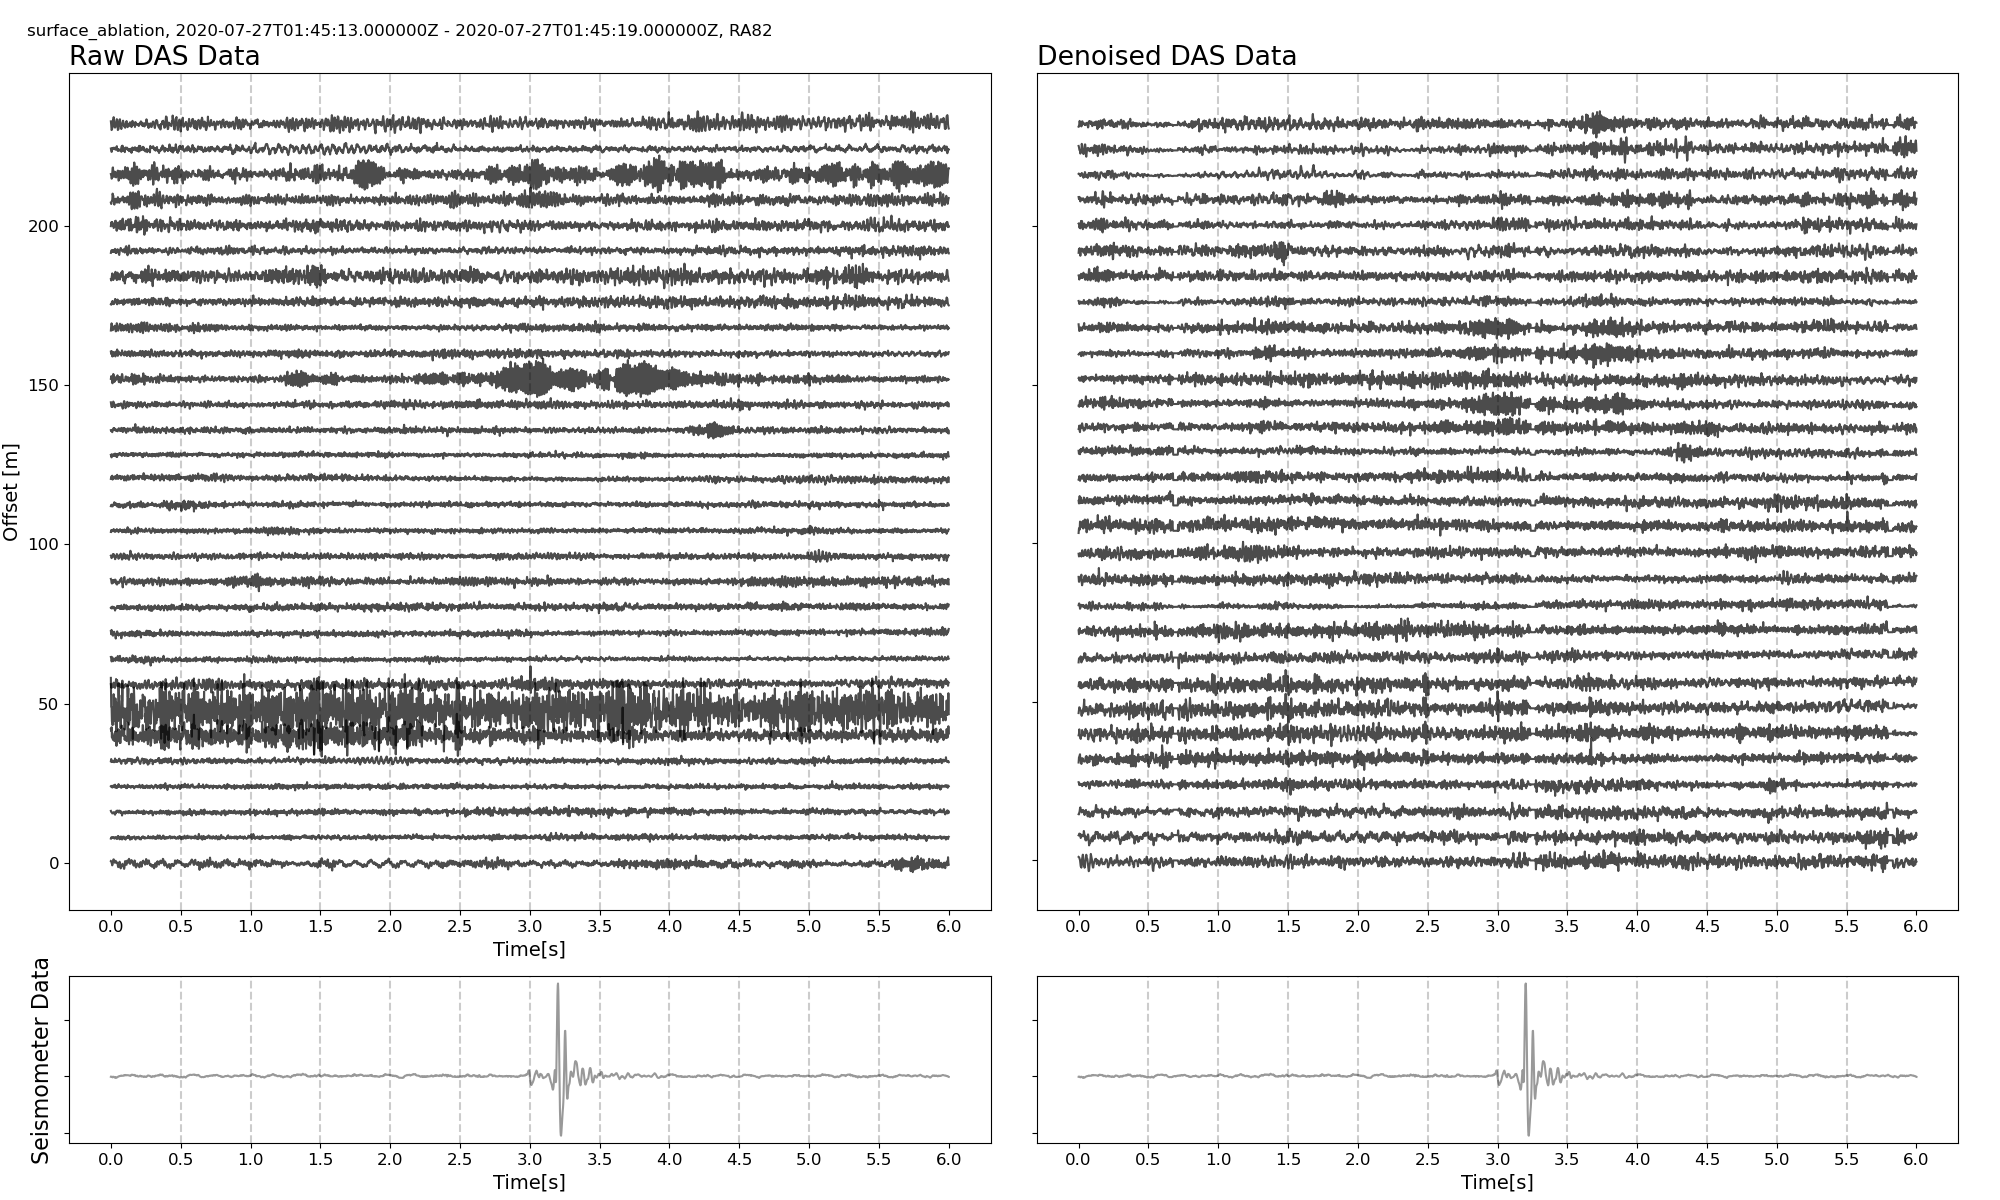 surface_ablation, 2020-07-27T01:45:13.000000Z - 2020-07-27T01:45:19.000000Z, RA82
Raw DAS Data
Denoised DAS Data
Offset [m]
200
150
100
50
0
0.0 0.5 1.0 1.5 2.0 2.5 3.0 3.5 4.0 4.5 5.0 5.5 6.0
Time[s]
0.0 0.5 1.0 1.5 2.0 2.5 3.0 3.5 4.0 4.5 5.0 5.5 6.0
Seismometer Data
0.0 0.5 1.0 1.5 2.0 2.5 3.0 3.5 4.0 4.5 5.0 5.5 6.0
Time[s]
0.0 0.5 1.0 1.5 2.0 2.5 3.0 3.5 4.0 4.5 5.0 5.5 6.0
Time[s]